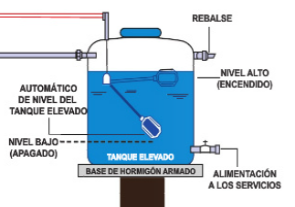 REBALSE
NIVEL ALTO
(ENCENDIDO)
AUTOMÁTICO
DE NIVEL DEL
TANQUE ELEVADO
NIVEL BAJO
(APAGADO)
TANQUE ELEVADO
BASE DE HORMIGÓN ARMADO
ALIMENTACIÓN
A LOS SERVICIOS